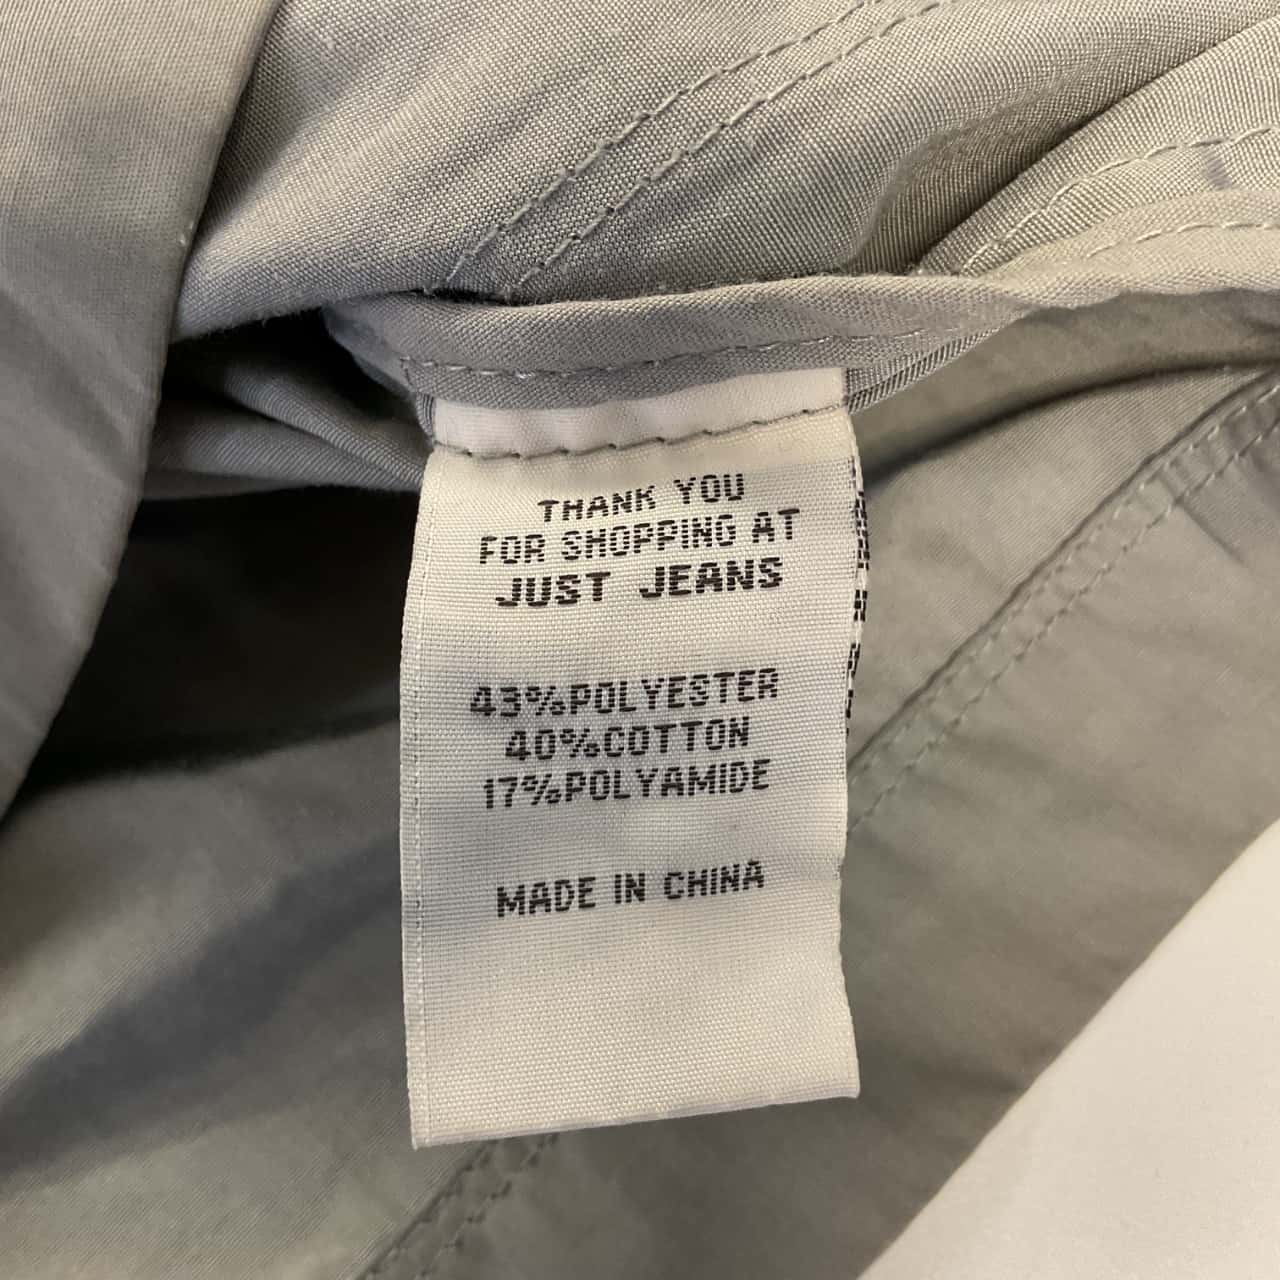 THANK YOU
FOR SHOPPING AT
JUST JEANS
43%POLYESTER
40%COTTON
17%POLYAMIDE
MADE IN CHINA